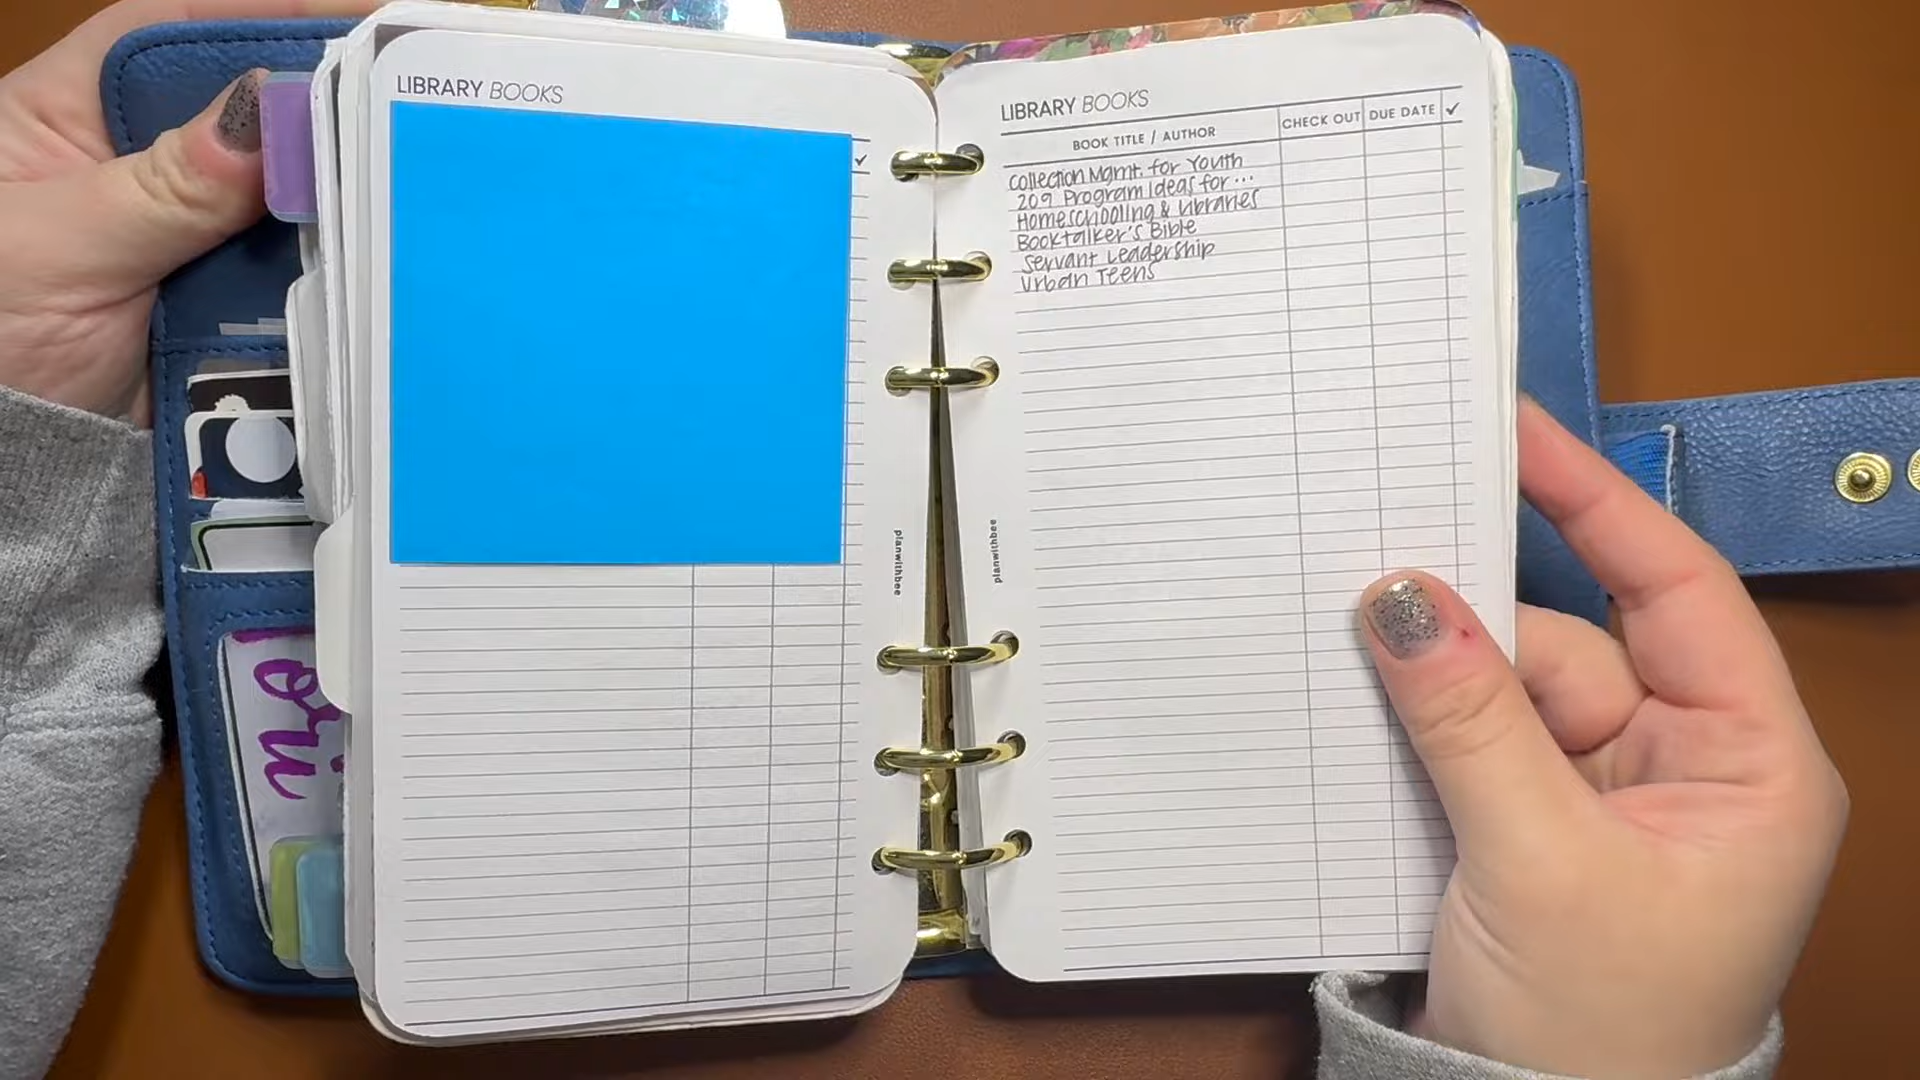 LIBRARY BOOKS
✓
planwithbee
LIBRARY BOOKS
BOOK TITLE / AUTHOR CHECK OUT DUE DATE ✓
Collection Mgmt. for Youth
209 Program Ideas for ...
Homeschooling & Libraries
Booktalker's Bible
Servant Leadership
Urban Teens
planwithbee
ori